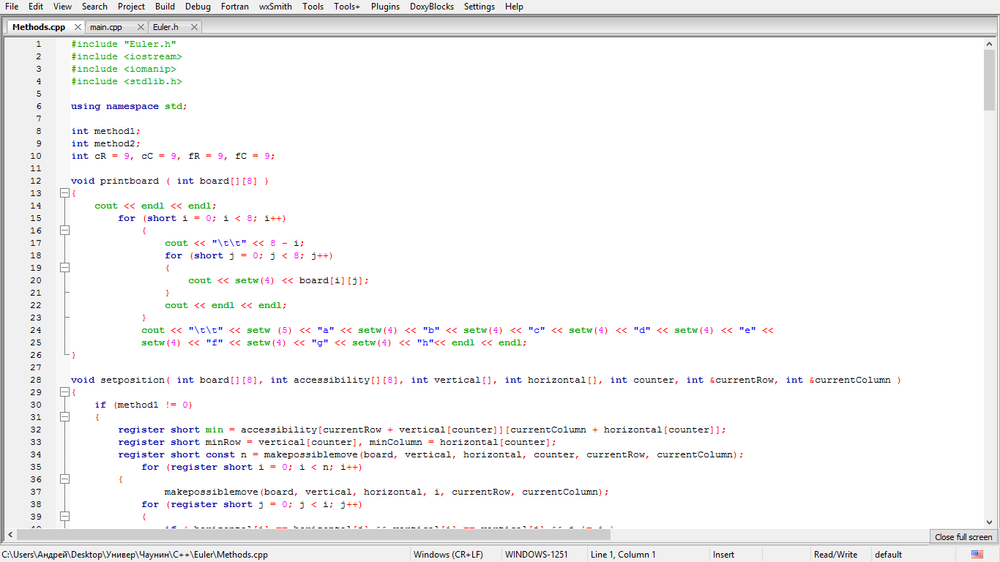 File Edit View Search Project Build Debug Fortran wxSmith Tools Tools+ Plugins DoxyBlocks Settings Help
Methods.cpp main.cpp Euler.h
1 #include "Euler.h"
2 #include <iostream>
3 #include <iomanip>
4 #include <stdlib.h>
5
6 using namespace std;
7
8 int method1;
9 int method2;
10 int cR = 9, cC = 9, fR = 9, fC = 9;
11
12 void printboard ( int board[][8] )
13 {
14 cout << endl << endl;
15 for (short i = 0; i < 8; i++)
16 {
17 cout << "\t\t" << 8 - i;
18 for (short j = 0; j < 8; j++)
19 {
20 cout << setw(4) << board[i][j];
21 }
22 cout << endl << endl;
23 }
24 cout << "\t\t" << setw (5) << "a" << setw(4) << "b" << setw(4) << "c" << setw(4) << "d" << setw(4) << "e" <<
25 setw(4) << "f" << setw(4) << "g" << setw(4) << "h"<< endl << endl;
26 }
27
28 void setposition( int board[][8], int accessibility[][8], int vertical[], int horizontal[], int counter, int &currentRow, int &currentColumn )
29 {
30 if (method1 != 0)
31 {
32 register short min = accessibility[currentRow + vertical[counter]][currentColumn + horizontal[counter]];
33 register short minRow = vertical[counter], minColumn = horizontal[counter];
34 register short const n = makepossiblemove(board, vertical, horizontal, counter, currentRow, currentColumn);
35 for (register short i = 0; i < n; i++)
36 {
37 makepossiblemove(board, vertical, horizontal, i, currentRow, currentColumn);
38 for (register short j = 0; j < i; j++)
39 {
Close full screen
C:\Users\Андрей\Desktop\Универ\Чаунин\C++\Euler\Methods.cpp Windows (CR+LF) WINDOWS-1251 Line 1, Column 1 Insert Read/Write default